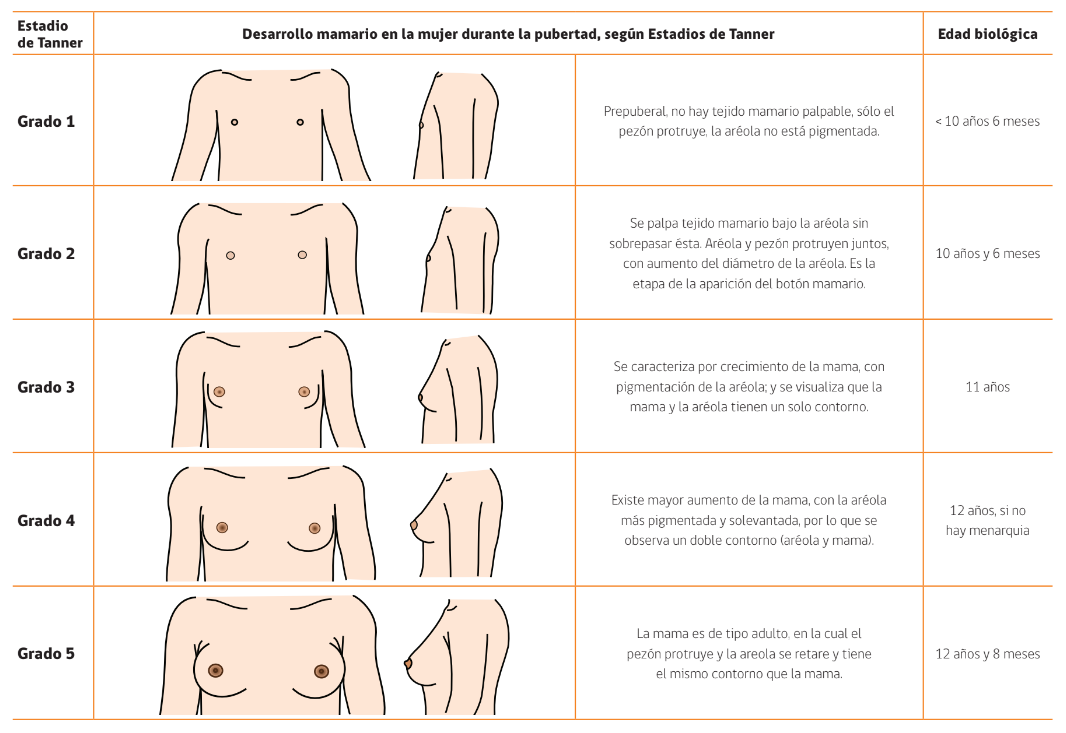 Estadio
de Tanner
Desarrollo mamario en la mujer durante la pubertad, según Estadios de Tanner
Edad biológica
Grado 1
Prepuberal, no hay tejido mamario palpable, sólo el
pezón protruye, la aréola no está pigmentada.
< 10 años 6 meses
Grado 2
Se palpa tejido mamario bajo la aréola sin
sobrepasar ésta. Aréola y pezón protruyen juntos,
con aumento del diámetro de la aréola. Es la
etapa de la aparición del botón mamario.
10 años y 6 meses
Grado 3
Se caracteriza por crecimiento de la mama, con
pigmentación de la aréola; y se visualiza que la
mama y la aréola tienen un solo contorno.
11 años
Grado 4
Existe mayor aumento de la mama, con la aréola
más pigmentada y solevantada, por lo que se
observa un doble contorno (aréola y mama).
12 años, si no
hay menarquia
Grado 5
La mama es de tipo adulto, en la cual el
pezón protruye y la areola se retare y tiene
el mismo contorno que la mama.
12 años y 8 meses